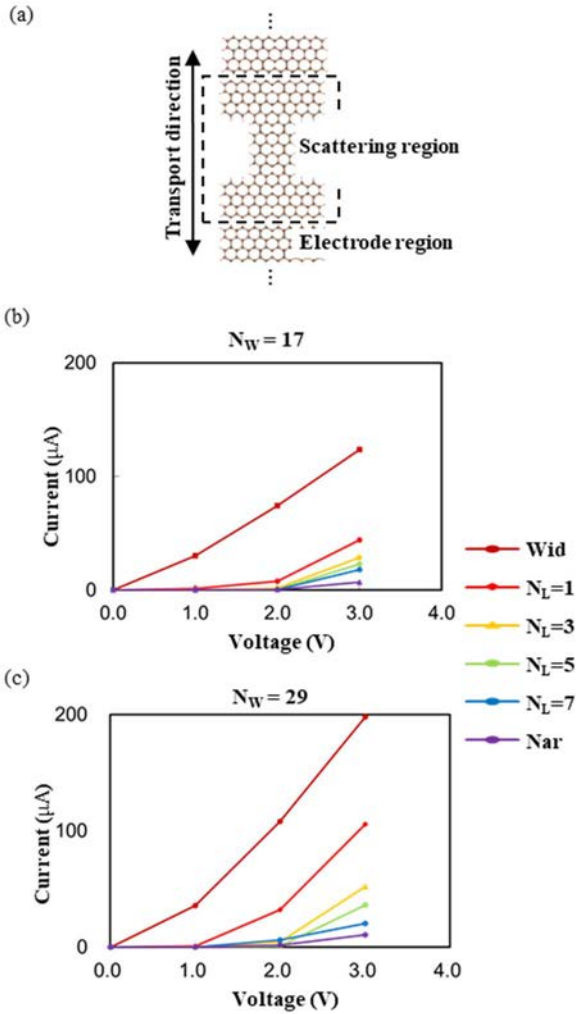 (a)
⋮
Transport direction
Scattering region
Electrode region
⋮
(b)
N_W = 17
200
100
0
Current (μA)
0.0 1.0 2.0 3.0 4.0
Voltage (V)
Wid
N_L=1
N_L=3
N_L=5
N_L=7
Nar
(c)
N_W = 29
200
100
0
Current (μA)
0.0 1.0 2.0 3.0 4.0
Voltage (V)